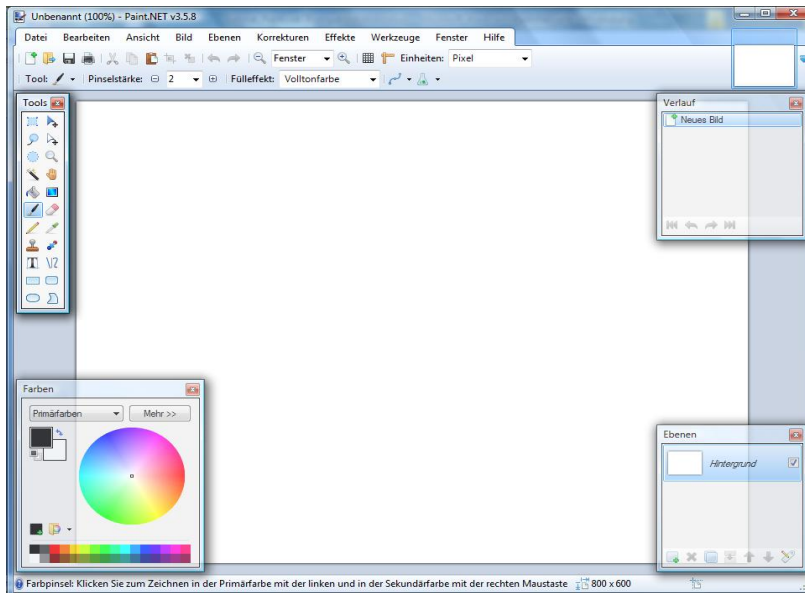 Unbenannt (100%) - Paint.NET v3.5.8
Datei Bearbeiten Ansicht Bild Ebenen Korrekturen Effekte Werkzeuge Fenster Hilfe
Fenster Einheiten: Pixel
Tool: Pinselstärke: 2 Fülleffekt: Volltonfarbe
Tools
Verlauf
Neues Bild
Farben
Primärfarben Mehr >>
Ebenen
Hintergrund
Farbpinsel: Klicken Sie zum Zeichnen in der Primärfarbe mit der linken und in der Sekundärfarbe mit der rechten Maustaste 800 x 600